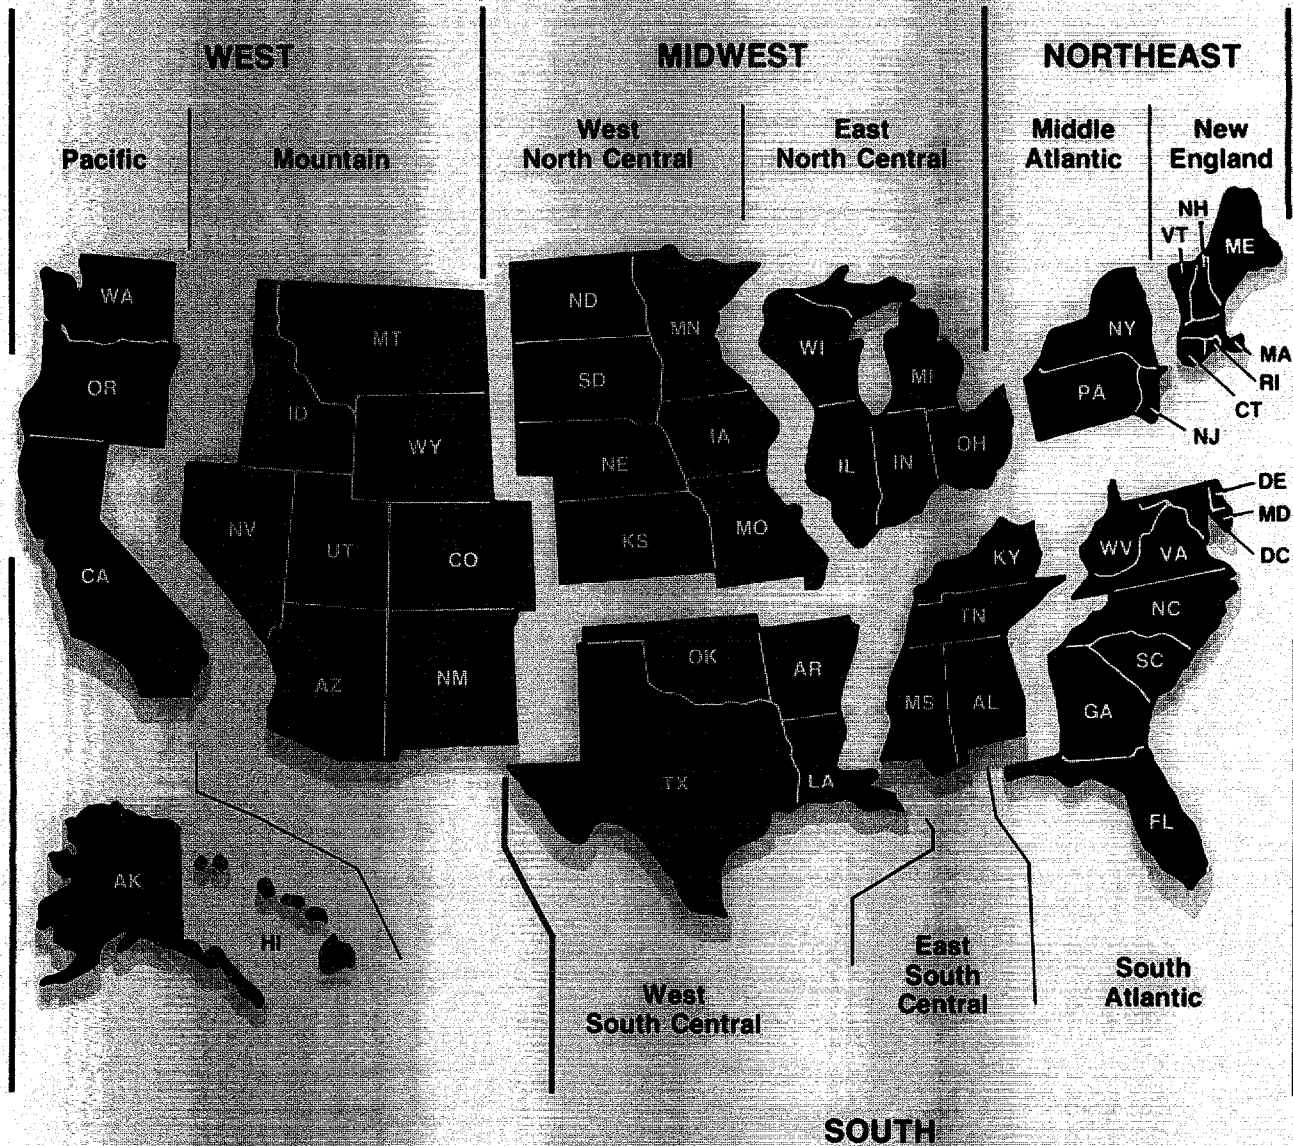 WEST
MIDWEST
NORTHEAST
Pacific
Mountain
West
North Central
East
North Central
Middle
Atlantic
New
England
NH
VT
ME
WA
MT
ND
MN
WI
MI
NY
MA
RI
CT
NJ
OR
ID
WY
SD
IA
NE
IL
IN
OH
PA
DE
MD
DC
NV
UT
CO
KS
MO
KY
WV
VA
CA
TN
NC
AZ
NM
OK
AR
MS
AL
SC
GA
TX
LA
FL
AK
HI
West
South Central
East
South
Central
South
Atlantic
SOUTH